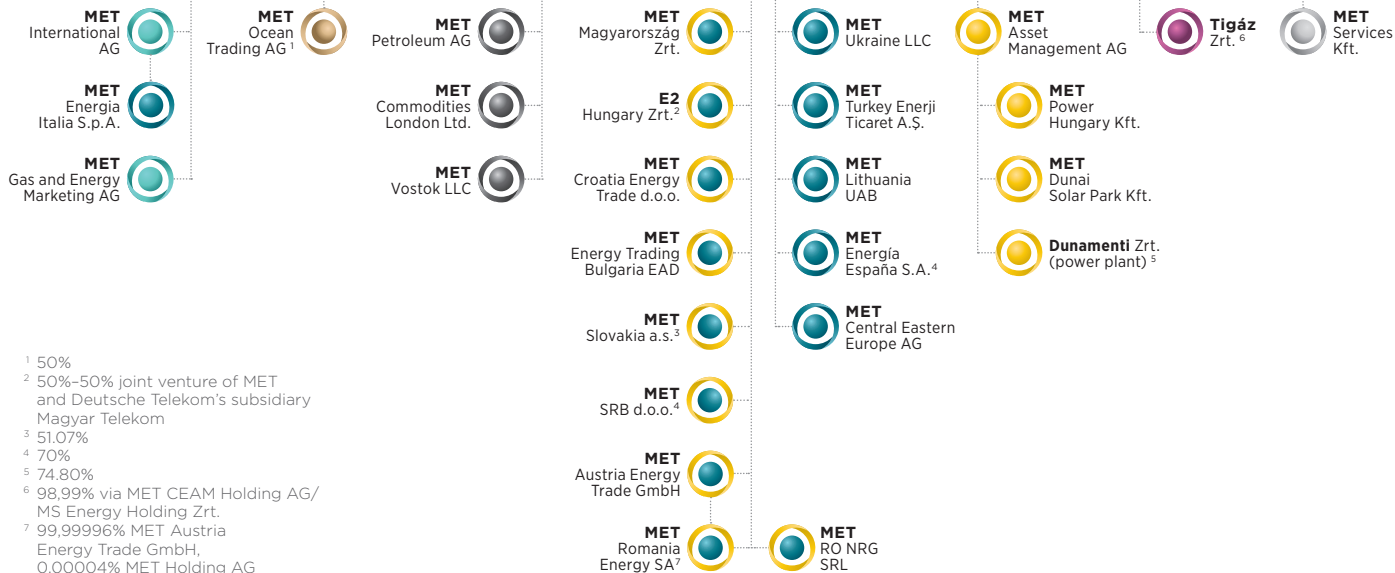 MET
International
AG
MET
Energia
Italia S.p.A.
MET
Gas and Energy
Marketing AG
MET
Ocean
Trading AG 1
MET
Petroleum AG
MET
Commodities
London Ltd.
MET
Vostok LLC
MET
Magyarország
Zrt.
E2
Hungary Zrt.2
MET
Croatia Energy
Trade d.o.o.
MET
Energy Trading
Bulgaria EAD
MET
Slovakia a.s.3
MET
SRB d.o.o.4
MET
Austria Energy
Trade GmbH
MET
Romania
Energy SA7
MET
RO NRG
SRL
MET
Ukraine LLC
MET
Turkey Enerji
Ticaret A.Ş.
MET
Lithuania
UAB
MET
Energía
España S.A.4
MET
Central Eastern
Europe AG
MET
Asset
Management AG
MET
Power
Hungary Kft.
MET
Dunai
Solar Park Kft.
Dunamenti Zrt.
(power plant) 5
Tigáz
Zrt. 6
MET
Services
Kft.
1 50%
2 50%–50% joint venture of MET
and Deutsche Telekom’s subsidiary
Magyar Telekom
3 51.07%
4 70%
5 74.80%
6 98,99% via MET CEAM Holding AG/
MS Energy Holding Zrt.
7 99,99996% MET Austria
Energy Trade GmbH,
0,00004% MET Holding AG